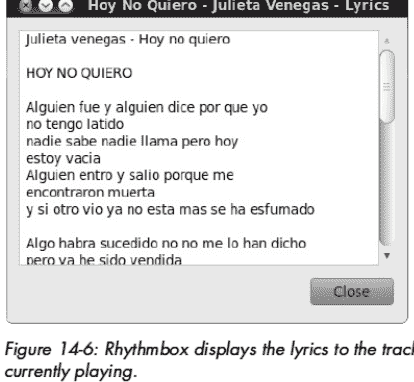 Hoy No Quiero - Julieta Venegas - Lyrics
Julieta venegas - Hoy no quiero
HOY NO QUIERO
Alguien fue y alguien dice por que yo
no tengo latido
nadie sabe nadie llama pero hoy
estoy vacia
Alguien entro y salio porque me
encontraron muerta
y si otro vio ya no esta mas se ha esfumado
Algo habra sucedido no no me lo han dicho
pero ya he sido vendida
Close
Figure 14-6: Rhythmbox displays the lyrics to the track
currently playing.